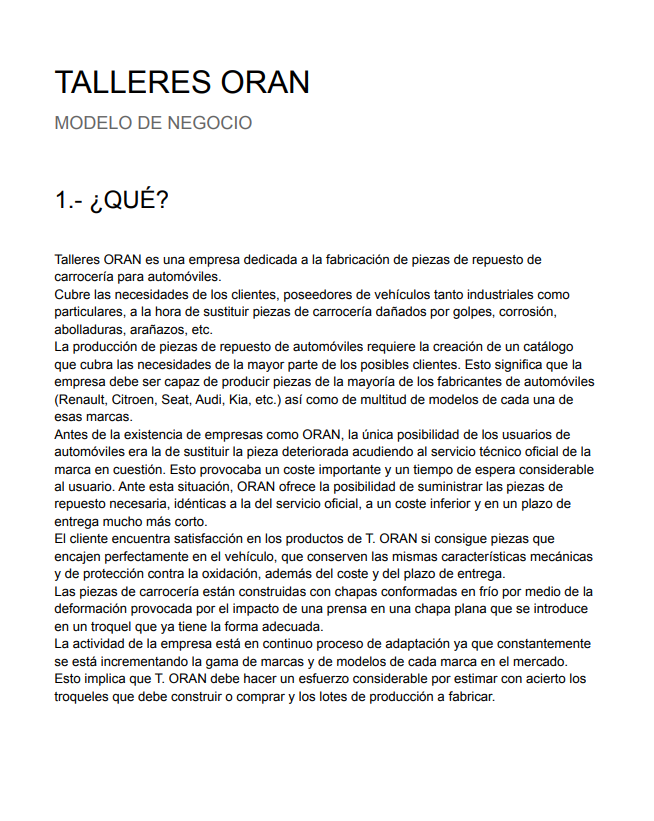 TALLERES ORAN
MODELO DE NEGOCIO
1.- ¿QUÉ?
Talleres ORAN es una empresa dedicada a la fabricación de piezas de repuesto de
carrocería para automóviles.
Cubre las necesidades de los clientes, poseedores de vehículos tanto industriales como
particulares, a la hora de sustituir piezas de carrocería dañados por golpes, corrosión,
abolladuras, arañazos, etc.
La producción de piezas de repuesto de automóviles requiere la creación de un catálogo
que cubra las necesidades de la mayor parte de los posibles clientes. Esto significa que la
empresa debe ser capaz de producir piezas de la mayoría de los fabricantes de automóviles
(Renault, Citroen, Seat, Audi, Kia, etc.) así como de multitud de modelos de cada una de
esas marcas.
Antes de la existencia de empresas como ORAN, la única posibilidad de los usuarios de
automóviles era la de sustituir la pieza deteriorada acudiendo al servicio técnico oficial de la
marca en cuestión. Esto provocaba un coste importante y un tiempo de espera considerable
al usuario. Ante esta situación, ORAN ofrece la posibilidad de suministrar las piezas de
repuesto necesaria, idénticas a la del servicio oficial, a un coste inferior y en un plazo de
entrega mucho más corto.
El cliente encuentra satisfacción en los productos de T. ORAN si consigue piezas que
encajen perfectamente en el vehículo, que conserven las mismas características mecánicas
y de protección contra la oxidación, además del coste y del plazo de entrega.
Las piezas de carrocería están construidas con chapas conformadas en frío por medio de la
deformación provocada por el impacto de una prensa en una chapa plana que se introduce
en un troquel que ya tiene la forma adecuada.
La actividad de la empresa está en continuo proceso de adaptación ya que constantemente
se está incrementando la gama de marcas y de modelos de cada marca en el mercado.
Esto implica que T. ORAN debe hacer un esfuerzo considerable por estimar con acierto los
troqueles que debe construir o comprar y los lotes de producción a fabricar.